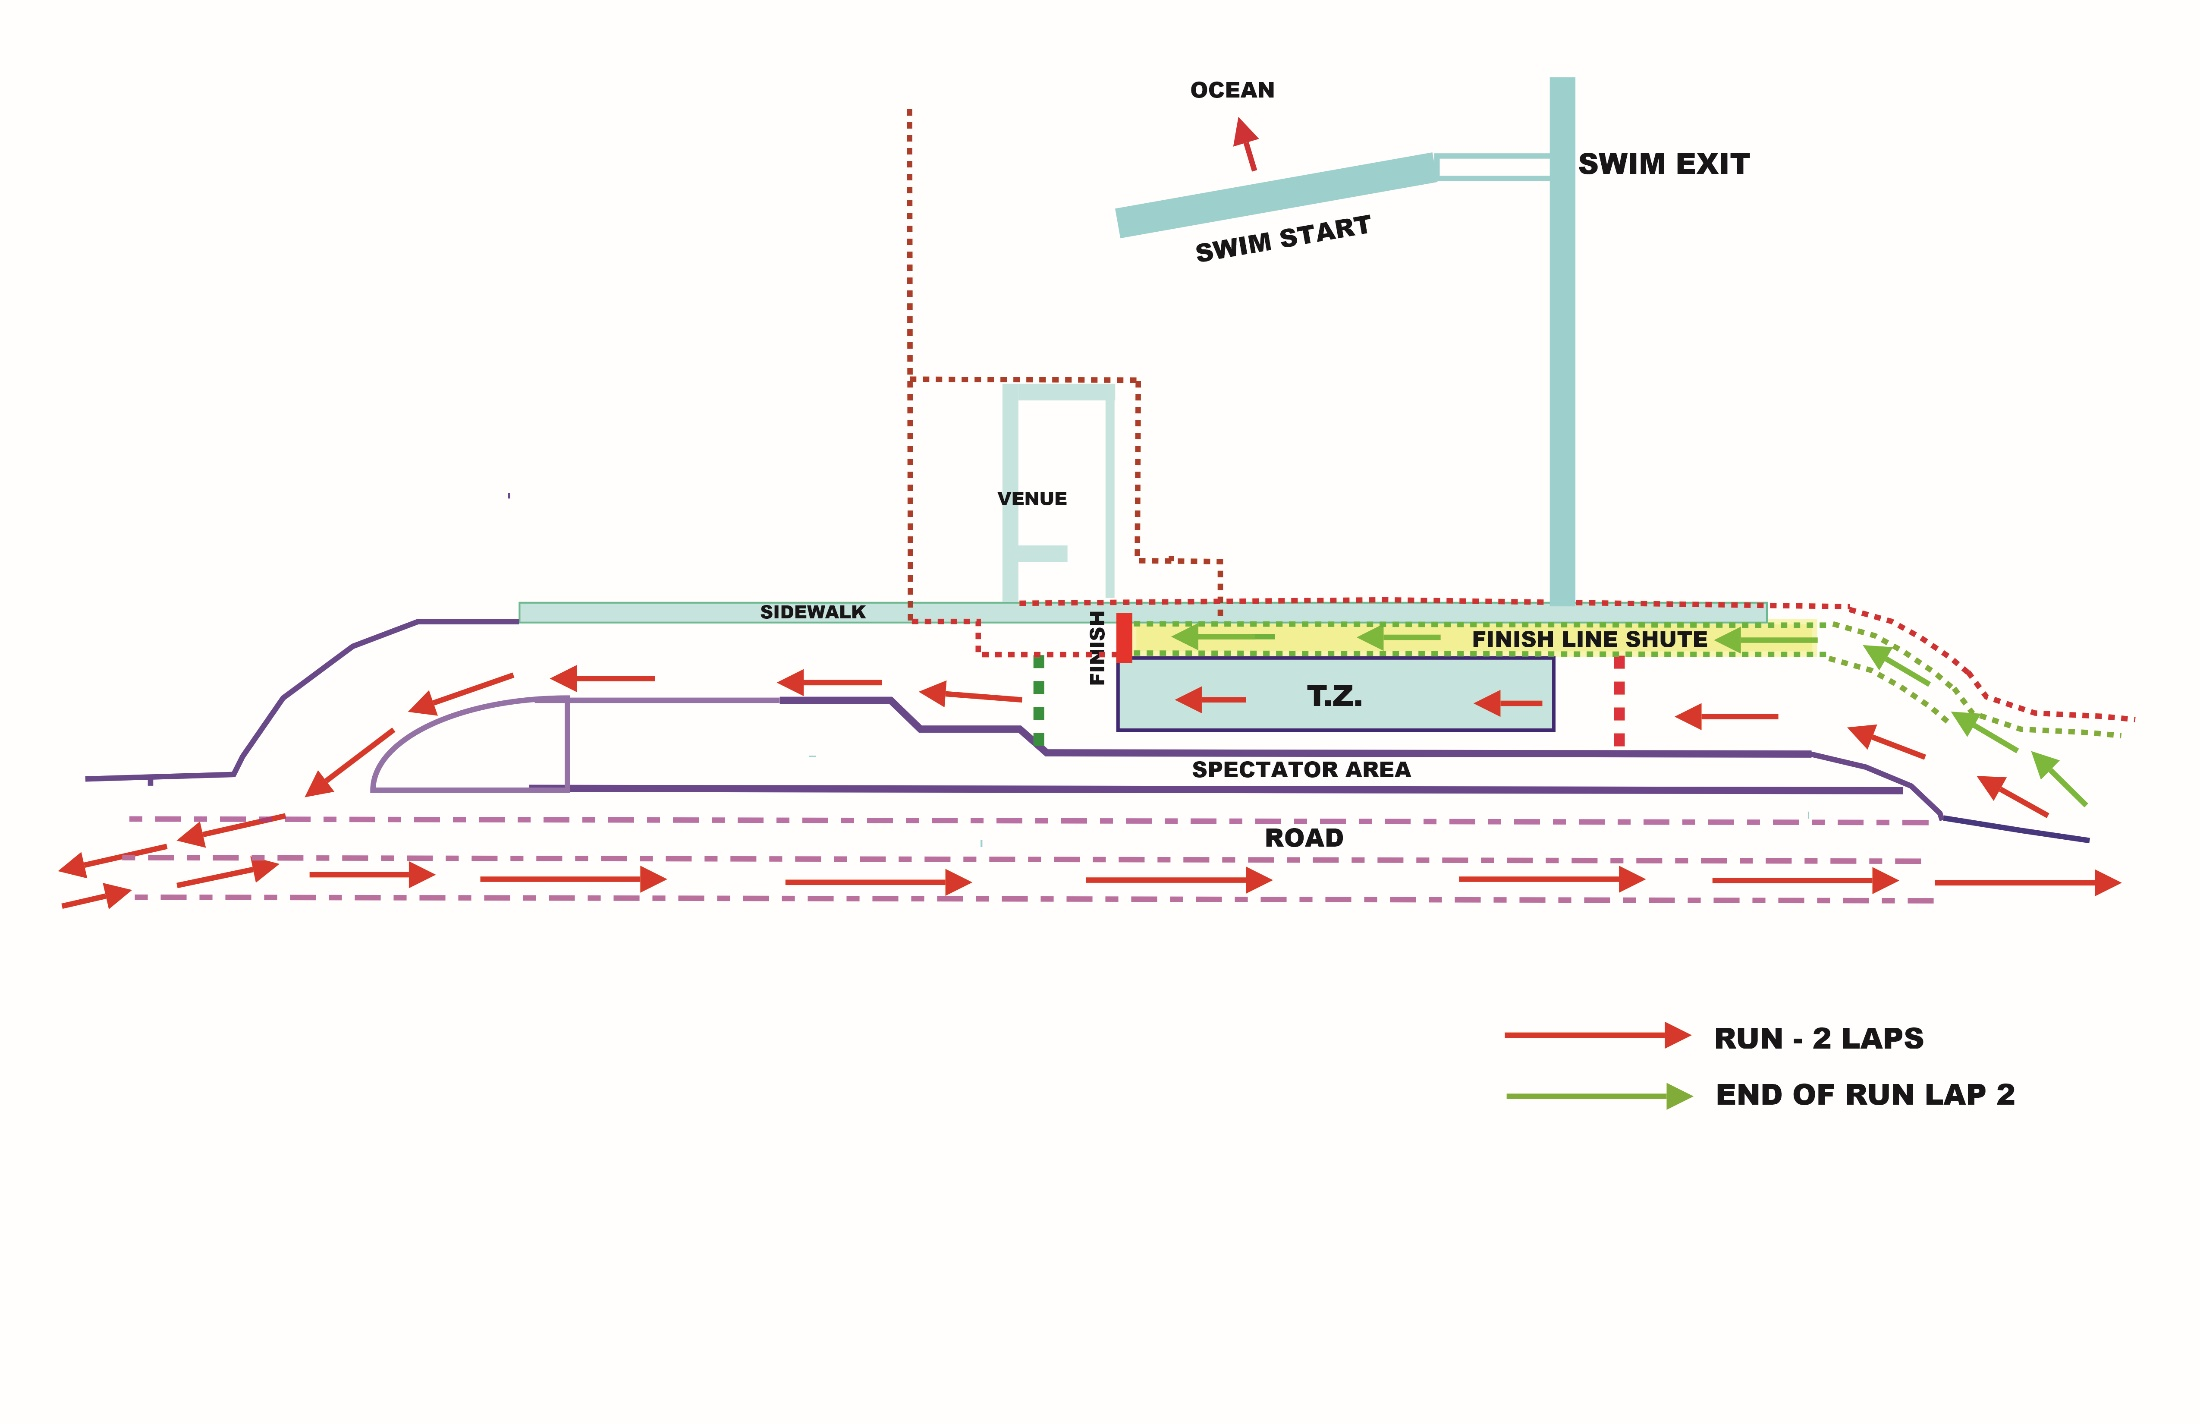 OCEAN
SWIM EXIT
SWIM START
VENUE
SIDEWALK
FINISH
FINISH LINE SHUTE
T.Z.
SPECTATOR AREA
ROAD
RUN - 2 LAPS
END OF RUN LAP 2